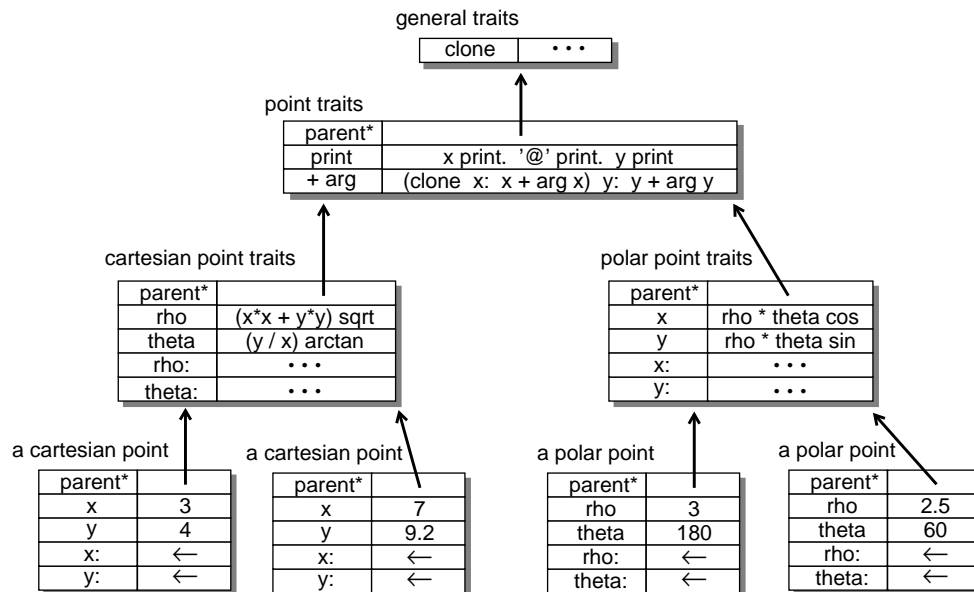 general traits
clone • • •
point traits
parent*
print x print. '@' print. y print
+ arg (clone x: x + arg x) y: y + arg y
cartesian point traits
parent*
rho (x*x + y*y) sqrt
theta (y / x) arctan
rho: • • •
theta: • • •
polar point traits
parent*
x rho * theta cos
y rho * theta sin
x: • • •
y: • • •
a cartesian point
parent*
x 3
y 4
x: ←
y: ←
a cartesian point
parent*
x 7
y 9.2
x: ←
y: ←
a polar point
parent*
rho 3
theta 180
rho: ←
theta: ←
a polar point
parent*
rho 2.5
theta 60
rho: ←
theta: ←